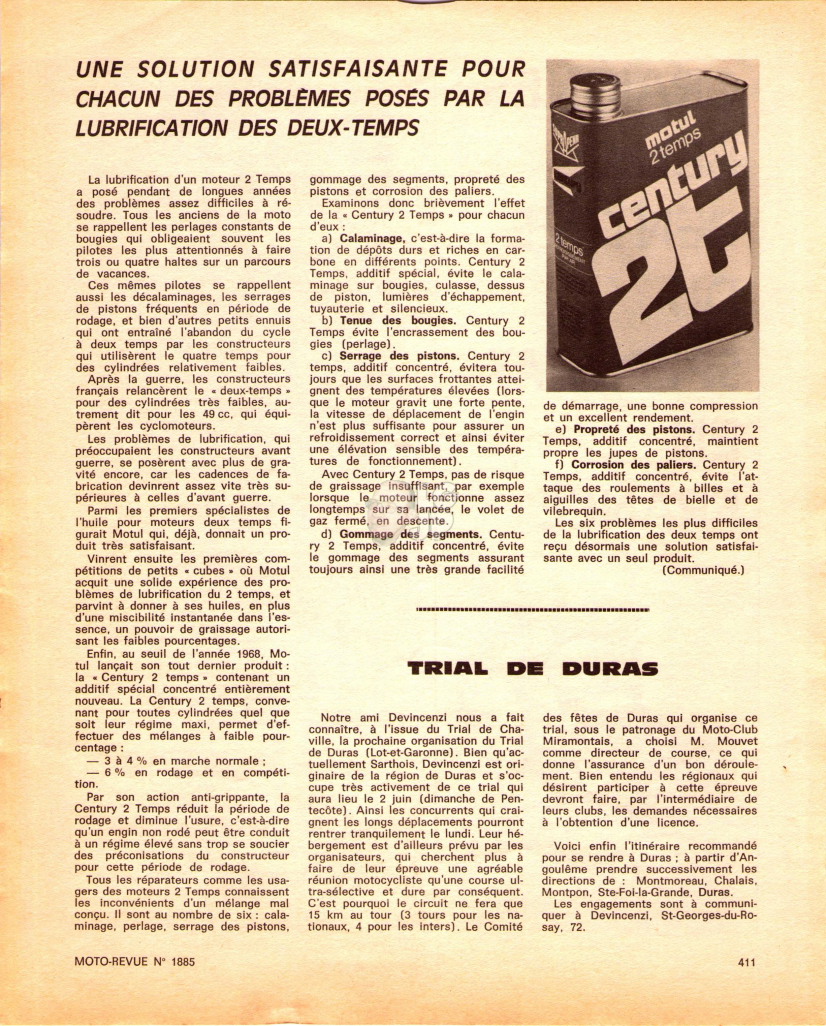 UNE SOLUTION SATISFAISANTE POUR
CHACUN DES PROBLÈMES POSÉS PAR LA
LUBRIFICATION DES DEUX-TEMPS
La lubrification d'un moteur 2 Temps
a posé pendant de longues années
des problèmes assez difficiles à ré-
soudre. Tous les anciens de la moto
se rappellent les perlages constants de
bougies qui obligeaient souvent les
pilotes les plus attentionnés à faire
trois ou quatre haltes sur un parcours
de vacances.
Ces mêmes pilotes se rappellent
aussi les décalaminages, les serrages
de pistons fréquents en période de
rodage, et bien d'autres petits ennuis
qui ont entraîné l'abandon du cycle
à deux temps par les constructeurs
qui utilisèrent le quatre temps pour
des cylindrées relativement faibles.
Après la guerre, les constructeurs
français relancèrent le « deux-temps »
pour des cylindrées très faibles, au-
trement dit pour les 49 cc, qui équi-
pèrent les cyclomoteurs.
Les problèmes de lubrification, qui
préoccupaient les constructeurs avant
guerre, se posèrent avec plus de gra-
vité encore, car les cadences de fa-
brication devinrent assez vite très su-
périeures à celles d'avant guerre.
Parmi les premiers spécialistes de
l'huile pour moteurs deux temps fi-
gurait Motul qui, déjà, donnait un pro-
duit très satisfaisant.
Vinrent ensuite les premières com-
pétitions de petits « cubes » où Motul
acquit une solide expérience des pro-
blèmes de lubrification du 2 temps, et
parvint à donner à ses huiles, en plus
d'une miscibilité instantanée dans l'es-
sence, un pouvoir de graissage autori-
sant les faibles pourcentages.
Enfin, au seuil de l'année 1968, Mo-
tul lançait son tout dernier produit :
la « Century 2 temps » contenant un
additif spécial concentré entièrement
nouveau. La Century 2 temps, conve-
nant pour toutes cylindrées quel que
soit leur régime maxi, permet d'ef-
fectuer des mélanges à faible pour-
centage :
— 3 à 4 % en marche normale ;
— 6 % en rodage et en compéti-
tion.
Par son action anti-grippante, la
Century 2 Temps réduit la période de
rodage et diminue l'usure, c'est-à-dire
qu'un engin non rodé peut être conduit
à un régime élevé sans trop se soucier
des préconisations du constructeur
pour cette période de rodage.
Tous les réparateurs comme les usa-
gers des moteurs 2 Temps connaissent
les inconvénients d'un mélange mal
conçu. Il sont au nombre de six : cala-
minage, perlage, serrage des pistons,
gommage des segments, propreté des
pistons et corrosion des paliers.
Examinons donc brièvement l'effet
de la « Century 2 Temps » pour chacun
d'eux :
a) Calaminage, c'est-à-dire la forma-
tion de dépôts durs et riches en car-
bone en différents points. Century 2
Temps, additif spécial, évite le cala-
minage sur bougies, culasse, dessus
de piston, lumières d'échappement,
tuyauterie et silencieux.
b) Tenue des bougies. Century 2
Temps évite l'encrassement des bou-
gies (perlage).
c) Serrage des pistons. Century 2
temps, additif concentré, évitera tou-
jours que les surfaces frottantes attei-
gnent des températures élevées (lors-
que le moteur gravit une forte pente,
la vitesse de déplacement de l'engin
n'est plus suffisante pour assurer un
refroidissement correct et ainsi éviter
une élévation sensible des tempéra-
tures de fonctionnement).
Avec Century 2 Temps, pas de risque
de graissage insuffisant, par exemple
lorsque le moteur fonctionne assez
longtemps sur sa lancée, le volet de
gaz fermé, en descente.
d) Gommage des segments. Centu-
ry 2 Temps, additif concentré, évite
le gommage des segments assurant
toujours ainsi une très grande facilité
motul
2 temps
century
2t
2 temps
de démarrage, une bonne compression
et un excellent rendement.
e) Propreté des pistons. Century 2
Temps, additif concentré, maintient
propre les jupes de pistons.
f) Corrosion des paliers. Century 2
Temps, additif concentré, évite l'at-
taque des roulements à billes et à
aiguilles des têtes de bielle et de
vilebrequin.
Les six problèmes les plus difficiles
de la lubrification des deux temps ont
reçu désormais une solution satisfai-
sante avec un seul produit.
(Communiqué.)
TRIAL DE DURAS
Notre ami Devincenzi nous a fait
connaître, à l'issue du Trial de Cha-
ville, la prochaine organisation du Trial
de Duras (Lot-et-Garonne). Bien qu'ac-
tuellement Sarthois, Devincenzi est ori-
ginaire de la région de Duras et s'oc-
cupe très activement de ce trial qui
aura lieu le 2 juin (dimanche de Pen-
tecôte). Ainsi les concurrents qui crai-
gnent les longs déplacements pourront
rentrer tranquilement le lundi. Leur hé-
bergement est d'ailleurs prévu par les
organisateurs, qui cherchent plus à
faire de leur épreuve une agréable
réunion motocycliste qu'une course ul-
tra-sélective et dure par conséquent.
C'est pourquoi le circuit ne fera que
15 km au tour (3 tours pour les na-
tionaux, 4 pour les inters). Le Comité
des fêtes de Duras qui organise ce
trial, sous le patronage du Moto-Club
Miramontais, a choisi M. Mouvet
comme directeur de course, ce qui
donne l'assurance d'un bon déroule-
ment. Bien entendu les régionaux qui
désirent participer à cette épreuve
devront faire, par l'intermédiaire de
leurs clubs, les demandes nécessaires
à l'obtention d'une licence.
Voici enfin l'itinéraire recommandé
pour se rendre à Duras ; à partir d'An-
goulême prendre successivement les
directions de : Montmoreau, Chalais,
Montpon, Ste-Foi-la-Grande, Duras.
Les engagements sont à communi-
quer à Devincenzi, St-Georges-du-Ro-
say, 72.
MOTO-REVUE N° 1885
411